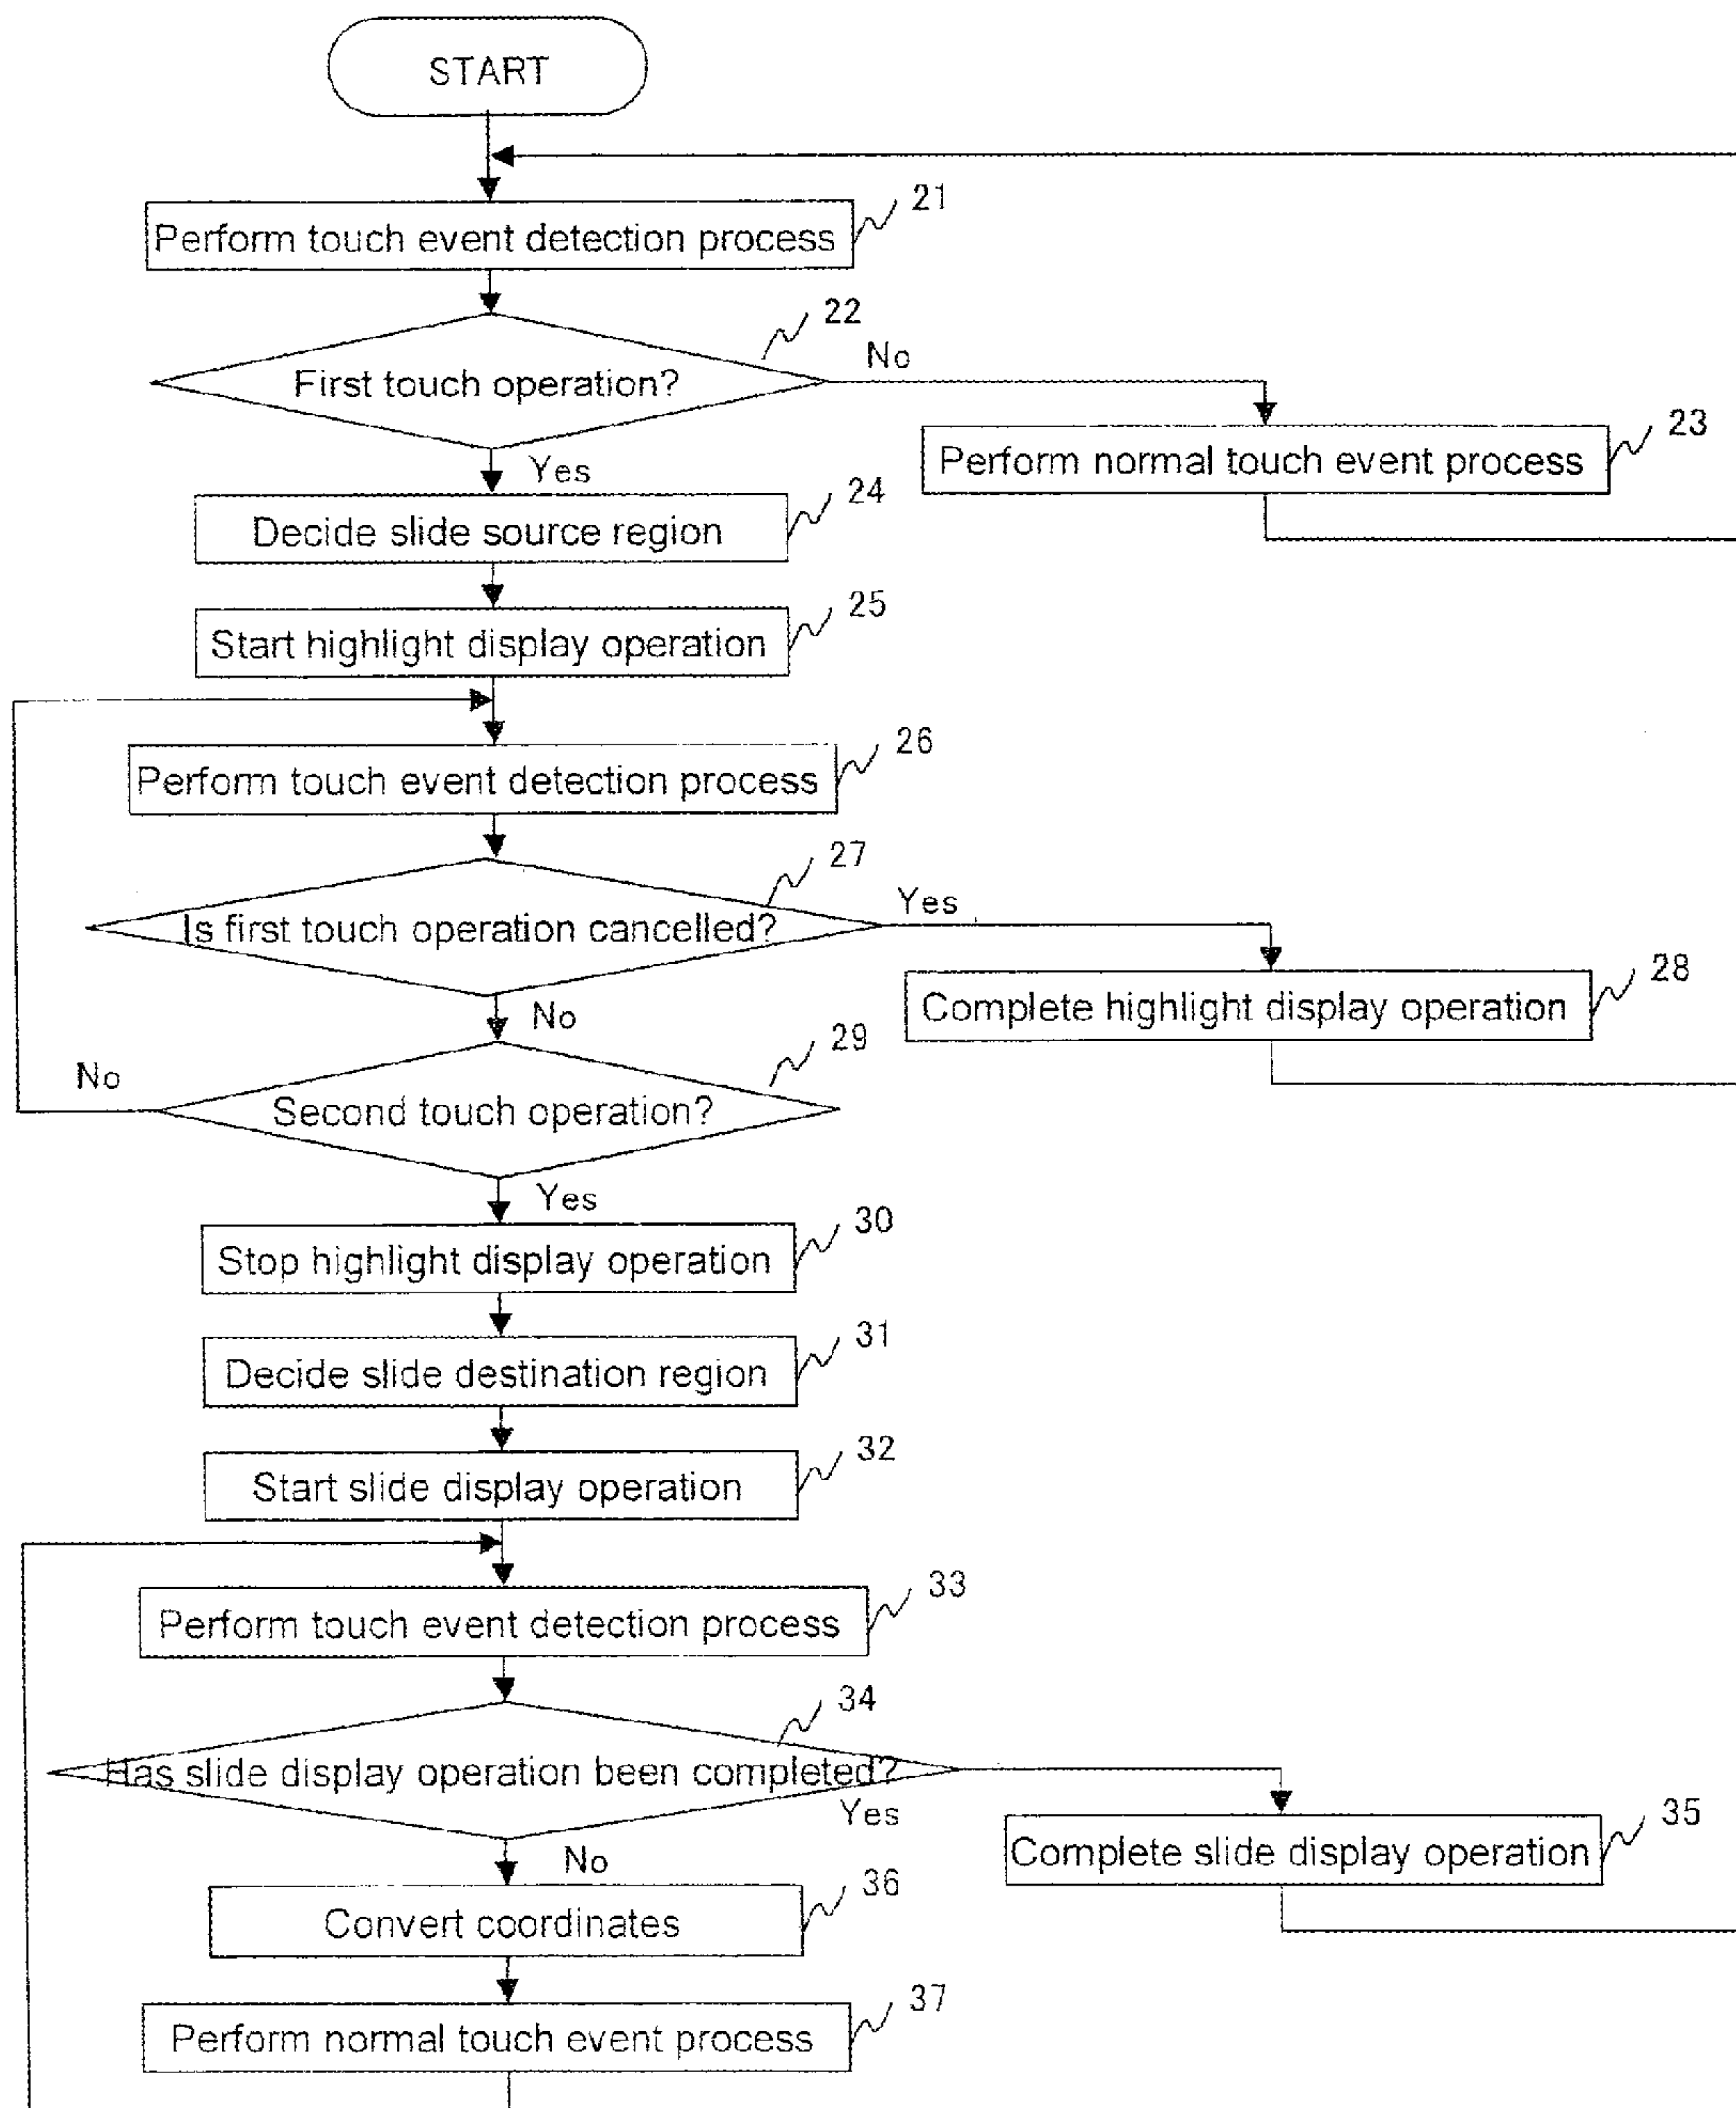 START
21
Perform touch event detection process
22
First touch operation?
No
23
Perform normal touch event process
Yes
24
Decide slide source region
25
Start highlight display operation
26
Perform touch event detection process
27
Is first touch operation cancelled?
Yes
28
Complete highlight display operation
No
29
No
Second touch operation?
Yes
30
Stop highlight display operation
31
Decide slide destination region
32
Start slide display operation
33
Perform touch event detection process
34
Has slide display operation been completed?
Yes
35
Complete slide display operation
No
36
Convert coordinates
37
Perform normal touch event process